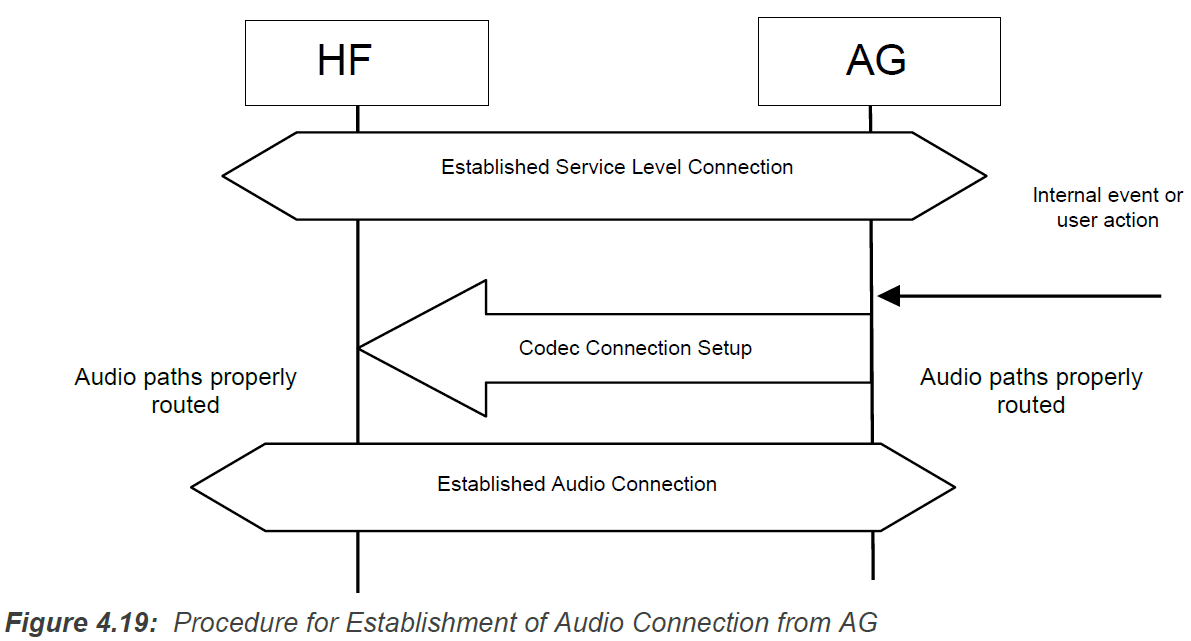 HF
AG
Established Service Level Connection
Internal event or
user action
Codec Connection Setup
Audio paths properly
routed
Audio paths properly
routed
Established Audio Connection
Figure 4.19: Procedure for Establishment of Audio Connection from AG